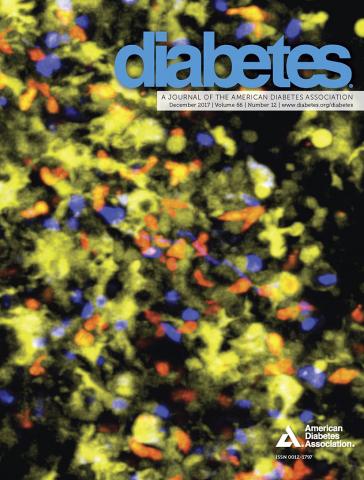 diabetes®
A JOURNAL OF THE AMERICAN DIABETES ASSOCIATION
December 2017 | Volume 66 | Number 12 | www.diabetes.org/diabetes
American
Diabetes
Association®
ISSN 0012-1797